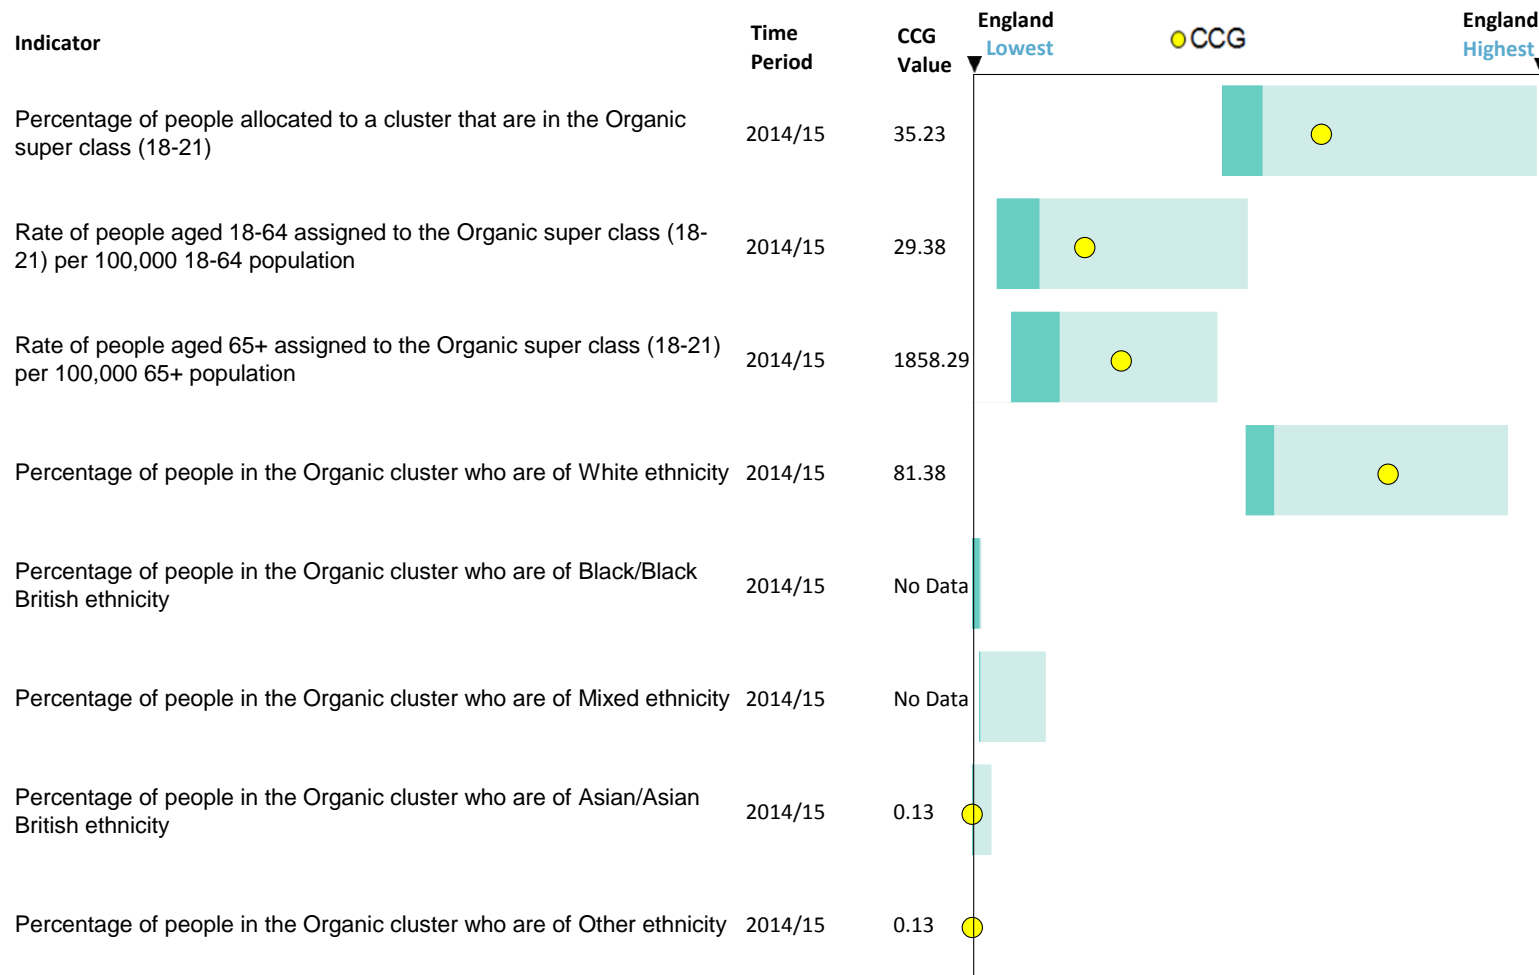 Indicator
Time
Period
CCG
Value
England
Lowest
CCG
England
Highest
Percentage of people allocated to a cluster that are in the Organic
super class (18-21)
2014/15
35.23
Rate of people aged 18-64 assigned to the Organic super class (18-
21) per 100,000 18-64 population
2014/15
29.38
Rate of people aged 65+ assigned to the Organic super class (18-21)
per 100,000 65+ population
2014/15
1858.29
Percentage of people in the Organic cluster who are of White ethnicity
2014/15
81.38
Percentage of people in the Organic cluster who are of Black/Black
British ethnicity
2014/15
No Data
Percentage of people in the Organic cluster who are of Mixed ethnicity
2014/15
No Data
Percentage of people in the Organic cluster who are of Asian/Asian
British ethnicity
2014/15
0.13
Percentage of people in the Organic cluster who are of Other ethnicity
2014/15
0.13